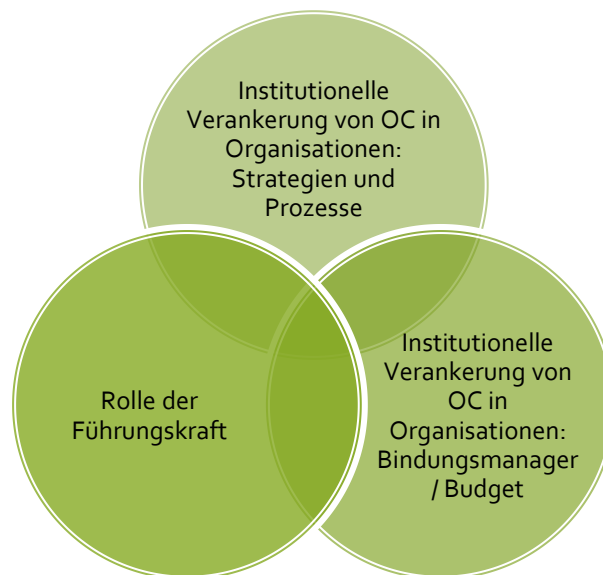 Institutionelle
Verankerung von OC in
Organisationen:
Strategien und
Prozesse
Rolle der
Führungskraft
Institutionelle
Verankerung von
OC in
Organisationen:
Bindungsmanager
/ Budget